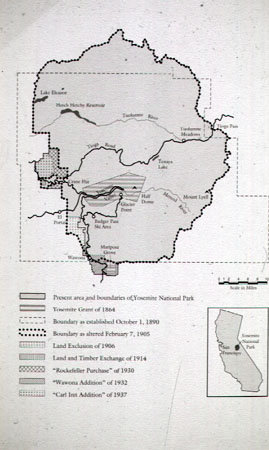 Lake Eleanor
Hetch Hetchy Reservoir
Tuolumne River
Tioga Pass
Tuolumne
Meadows
Tioga Road
Tenaya
Lake
Crane Flat
Half
Dome
Merced River
Mount Lyell
Glacier
Point
El
Portal
Badger Pass
Ski Area
Mariposa
Grove
Wawona
Scale in Miles
Present area and boundaries of Yosemite National Park
Yosemite Grant of 1864
Boundary as established October 1, 1890
Boundary as altered February 7, 1905
Land Exclusion of 1906
Land and Timber Exchange of 1914
"Rockefeller Purchase" of 1930
"Wawona Addition" of 1932
"Carl Inn Addition" of 1937
Yosemite
National
Park
San
Francisco